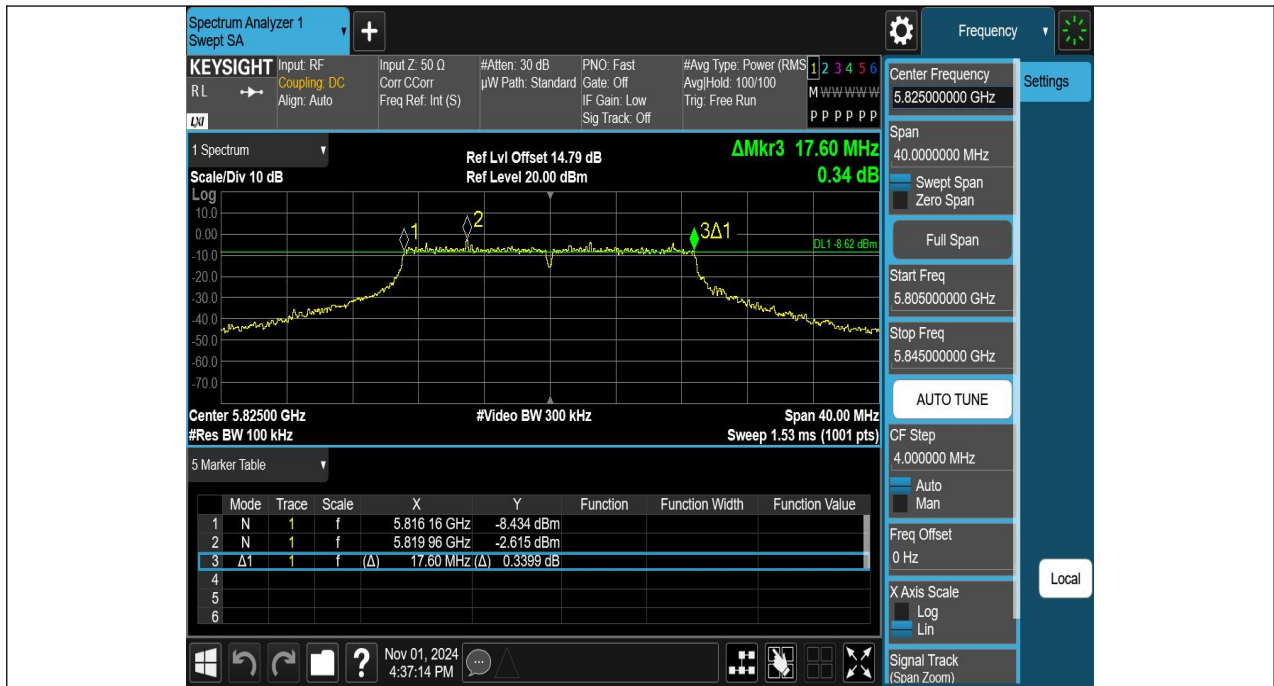 Spectrum Analyzer 1
Swept SA
+
Frequency
KEYSIGHT
RL
LXI
Input: RF
Coupling: DC
Align: Auto
Input Z: 50 Ω
Corr CCorr
Freq Ref: Int (S)
#Atten: 30 dB
µW Path: Standard
PNO: Fast
Gate: Off
IF Gain: Low
Sig Track: Off
#Avg Type: Power (RMS
Avg|Hold: 100/100
Trig: Free Run
1 2 3 4 5 6
M W W W W W
P P P P P P
Center Frequency
5.825000000 GHz
Settings
1 Spectrum
Scale/Div 10 dB
Ref Lvl Offset 14.79 dB
Ref Level 20.00 dBm
ΔMkr3 17.60 MHz
0.34 dB
Log
10.0
0.00
-10.0
-20.0
-30.0
-40.0
-50.0
-60.0
-70.0
1
2
3Δ1
DL1 -8.62 dBm
Center 5.82500 GHz
#Res BW 100 kHz
#Video BW 300 kHz
Span 40.00 MHz
Sweep 1.53 ms (1001 pts)
Span
40.0000000 MHz
Swept Span
Zero Span
Full Span
Start Freq
5.805000000 GHz
Stop Freq
5.845000000 GHz
AUTO TUNE
CF Step
4.000000 MHz
Auto
Man
Freq Offset
0 Hz
X Axis Scale
Log
Lin
Signal Track
(Span Zoom)
Local
5 Marker Table
Mode Trace Scale X Y Function Function Width Function Value
1 N 1 f 5.816 16 GHz -8.434 dBm
2 N 1 f 5.819 96 GHz -2.615 dBm
3 Δ1 1 f (Δ) 17.60 MHz (Δ) 0.3399 dB
4
5
6
?
Nov 01, 2024
4:37:14 PM